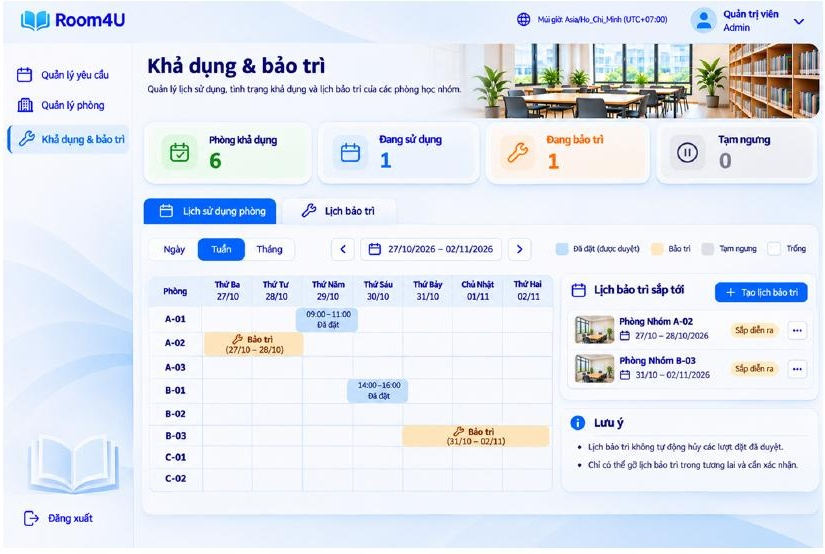 Room4U
Múi giờ: Asia/Ho_Chi_Minh (UTC+07:00)
Quản trị viên
Admin
Quản lý yêu cầu
Quản lý phòng
Khả dụng & bảo trì
Đăng xuất
Khả dụng & bảo trì
Quản lý lịch sử dụng, tình trạng khả dụng và lịch bảo trì của các phòng học nhóm.
Phòng khả dụng
6
Đang sử dụng
1
Đang bảo trì
1
Tạm ngưng
0
Lịch sử dụng phòng
Lịch bảo trì
Ngày Tuần Tháng
27/10/2026 – 02/11/2026
Đã đặt (được duyệt) Bảo trì Tạm ngưng Trống
Phòng Thứ Ba Thứ Tư Thứ Năm Thứ Sáu Thứ Bảy Chủ Nhật Thứ Hai
27/10 28/10 29/10 30/10 31/10 01/11 02/11
A-01 09:00 – 11:00
Đã đặt
A-02 Bảo trì
(27/10 – 28/10)
A-03
B-01 14:00 –16:00
Đã đặt
B-02
B-03 Bảo trì
(31/10 – 02/11)
C-01
C-02
Lịch bảo trì sắp tới
+ Tạo lịch bảo trì
Phòng Nhóm A-02
27/10 – 28/10/2026
Sắp diễn ra
Phòng Nhóm B-03
31/10 – 02/11/2026
Sắp diễn ra
Lưu ý
• Lịch bảo trì không tự động hủy các lượt đặt đã duyệt.
• Chỉ có thể gỡ lịch bảo trì trong tương lai và cần xác nhận.